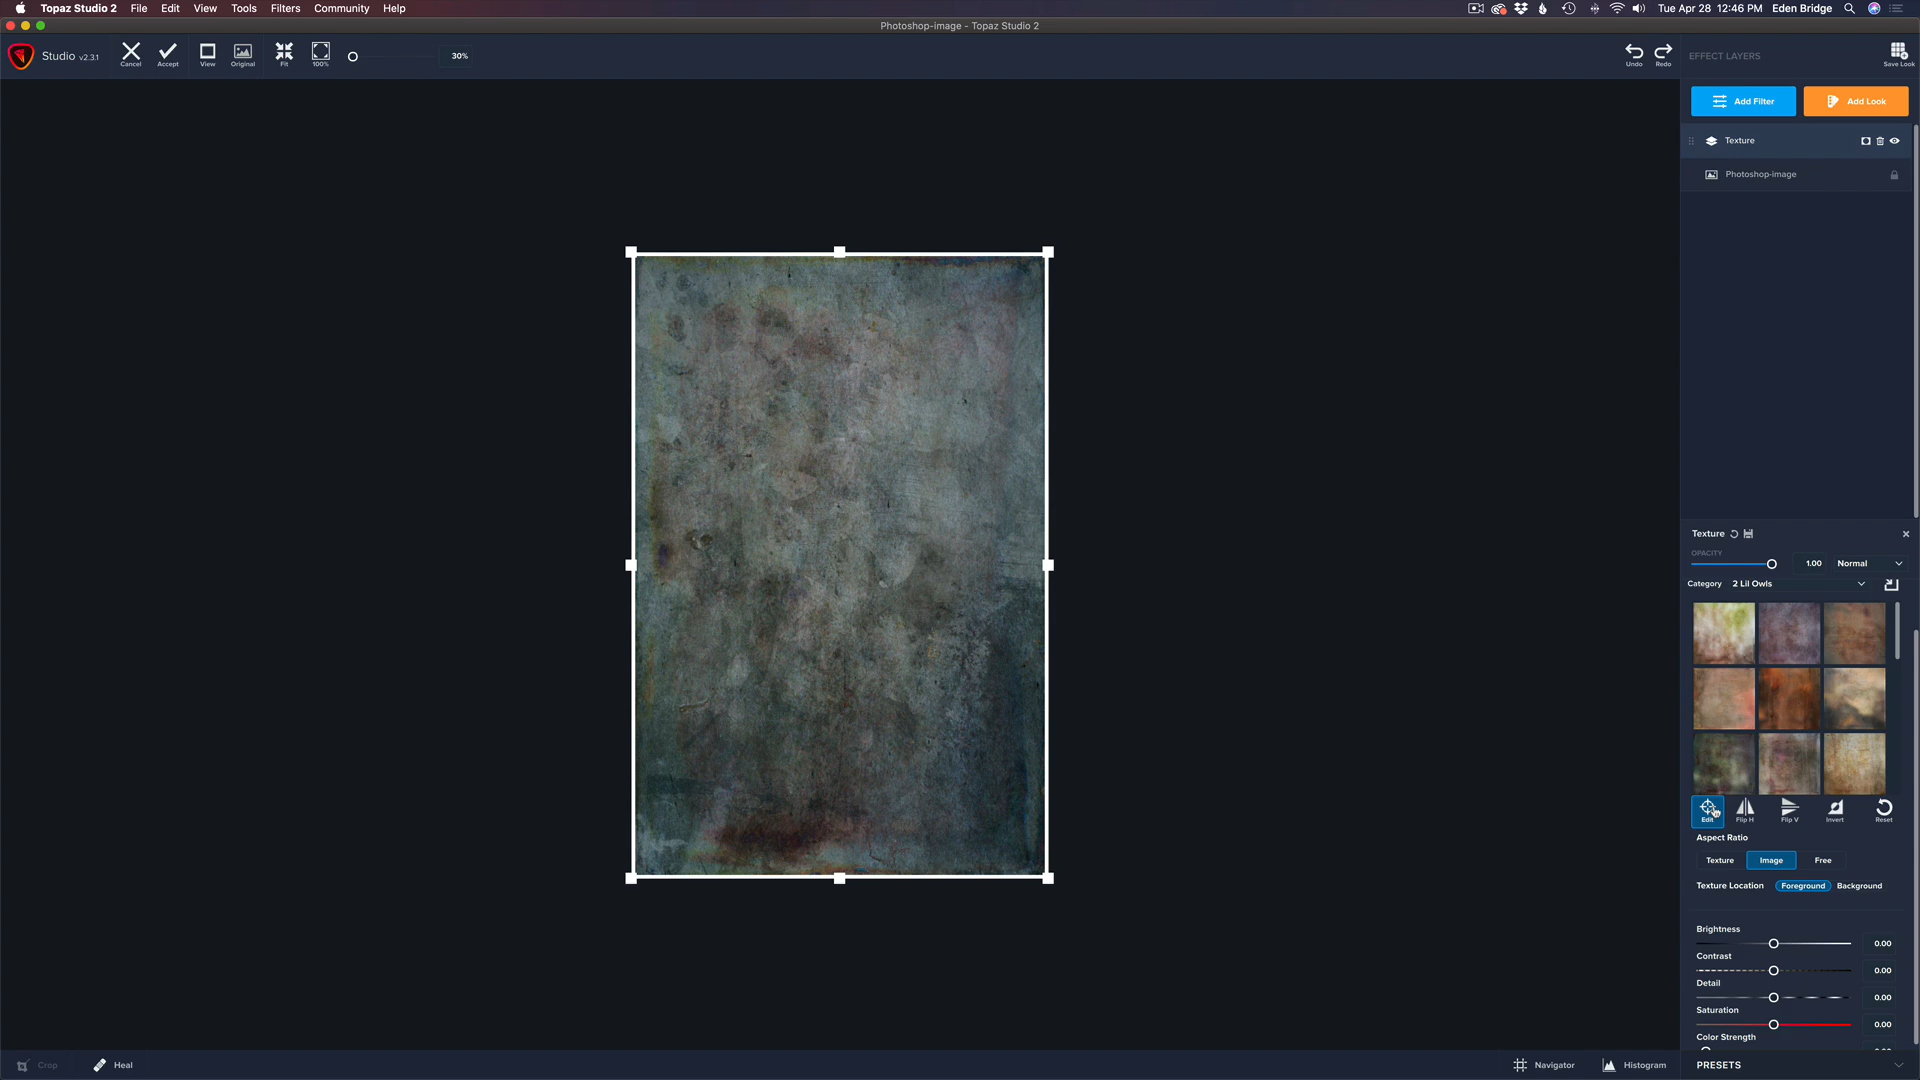 Topaz Studio 2 File Edit View Tools Filters Community Help Tue Apr 28 12:46 PM Eden Bridge
Photoshop-image - Topaz Studio 2
Studio v2.3.1 Cancel Accept View Original Fit 100% 30% Undo Redo EFFECT LAYERS Save Look
Add Filter Add Look
Texture
Photoshop-image
Texture
OPACITY 1.00 Normal
Category 2 Lil Owls
Edit Flip H Flip V Invert Reset
Aspect Ratio
Texture Image Free
Texture Location Foreground Background
Brightness
0.00
Contrast
0.00
Detail
0.00
Saturation
0.00
Color Strength
Crop Heal Navigator Histogram PRESETS